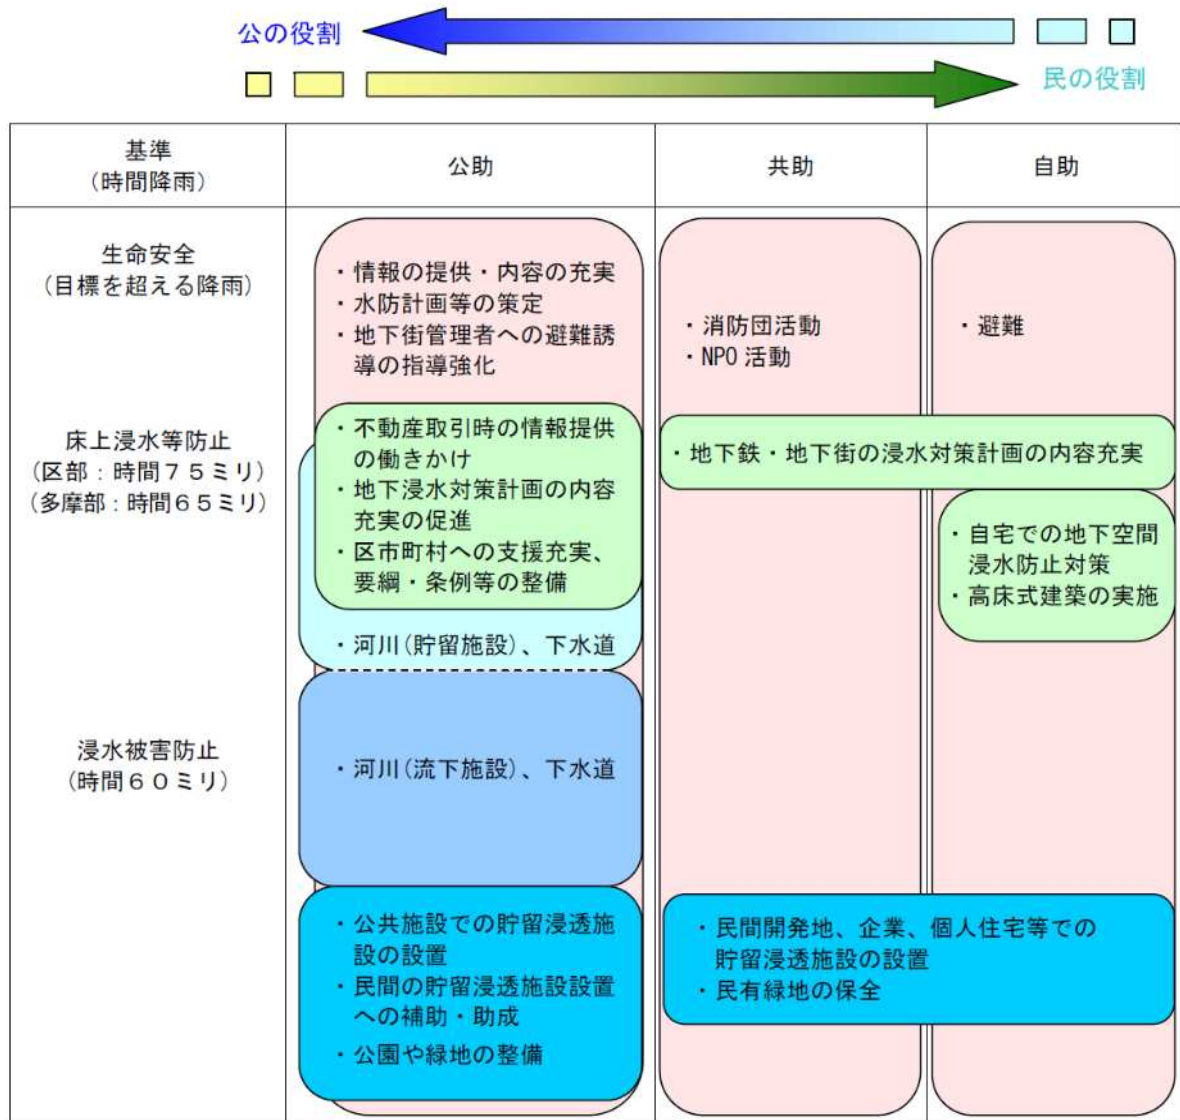 公の役割
民の役割
基準
(時間降雨)
公助
共助
自助
生命安全
(目標を超える降雨)
・情報の提供・内容の充実
・水防計画等の策定
・地下街管理者への避難誘
導の指導強化
・消防団活動
・NPO 活動
・避難
床上浸水等防止
(区部：時間７５ミリ)
(多摩部：時間６５ミリ)
・不動産取引時の情報提供
の働きかけ
・地下浸水対策計画の内容
充実の促進
・区市町村への支援充実、
要綱・条例等の整備
・地下鉄・地下街の浸水対策計画の内容充実
・自宅での地下空間
浸水防止対策
・高床式建築の実施
・河川(貯留施設)、下水道
浸水被害防止
(時間６０ミリ)
・河川(流下施設)、下水道
・公共施設での貯留浸透施
設の設置
・民間の貯留浸透施設設置
への補助・助成
・公園や緑地の整備
・民間開発地、企業、個人住宅等での
貯留浸透施設の設置
・民有緑地の保全